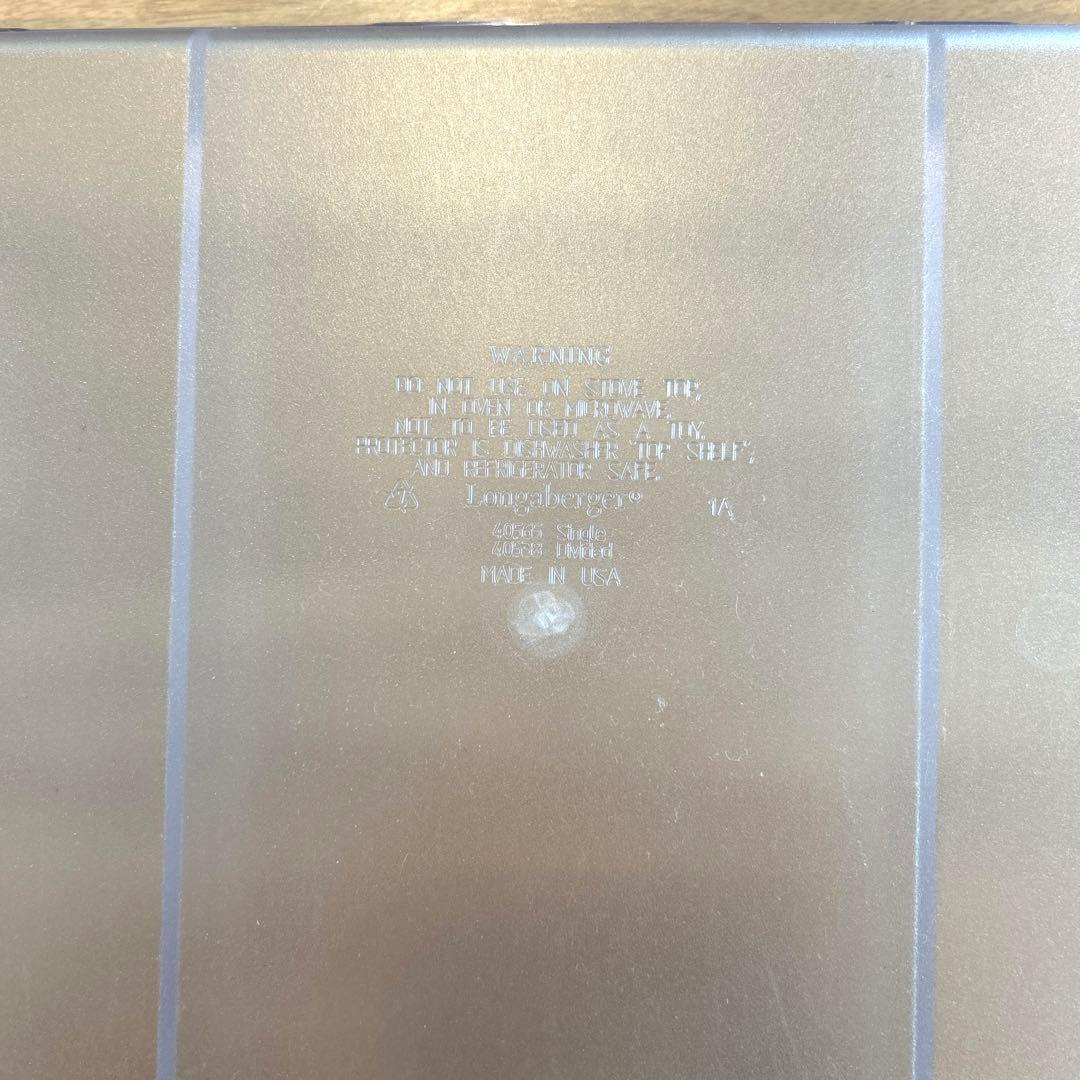 WARNING
DO NOT USE ON STOVE TOP,
IN OVEN OR MICROWAVE.
NOT TO BE USED AS A TOY.
PROTECTOR IS DISHWASHER "TOP SHELF",
AND REFRIGERATOR SAFE.
Longaberger® 1A
40565 Single
40538 Divided
MADE IN USA